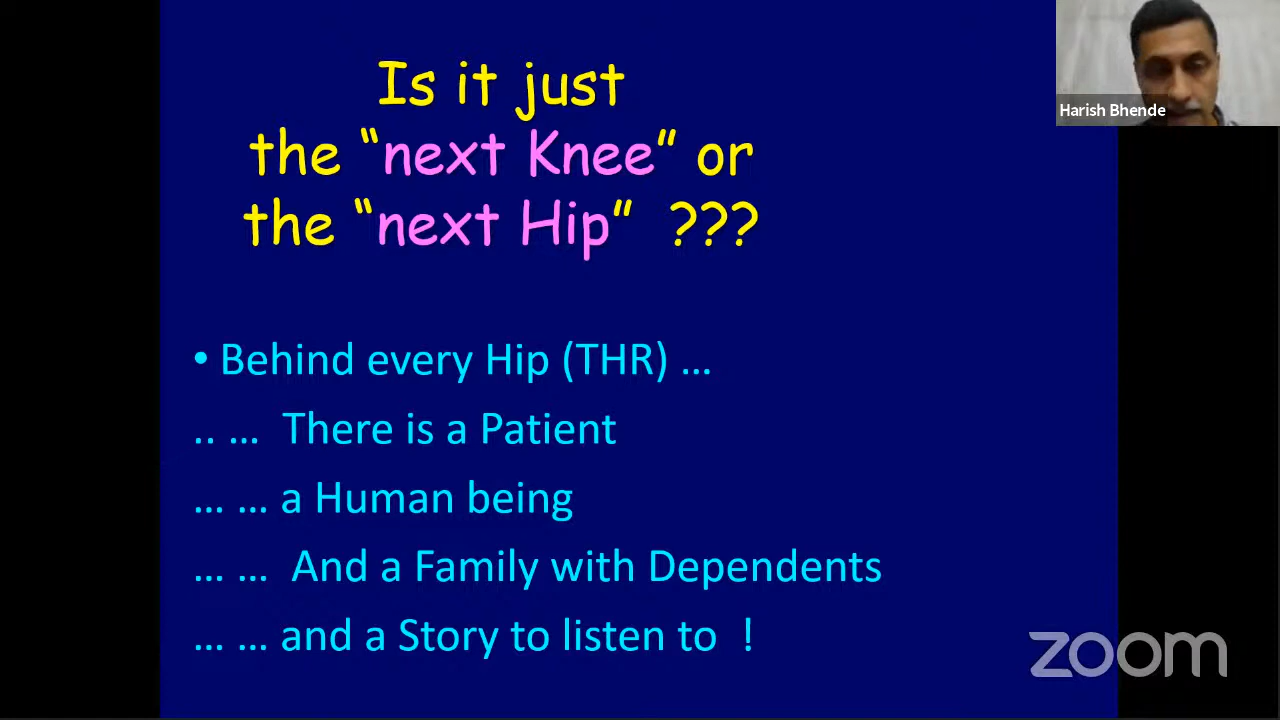 Is it just
the “next Knee” or
the “next Hip” ???
• Behind every Hip (THR) ...
.. ... There is a Patient
... ... a Human being
... ... And a Family with Dependents
... ... and a Story to listen to !
Harish Bhende
zoom